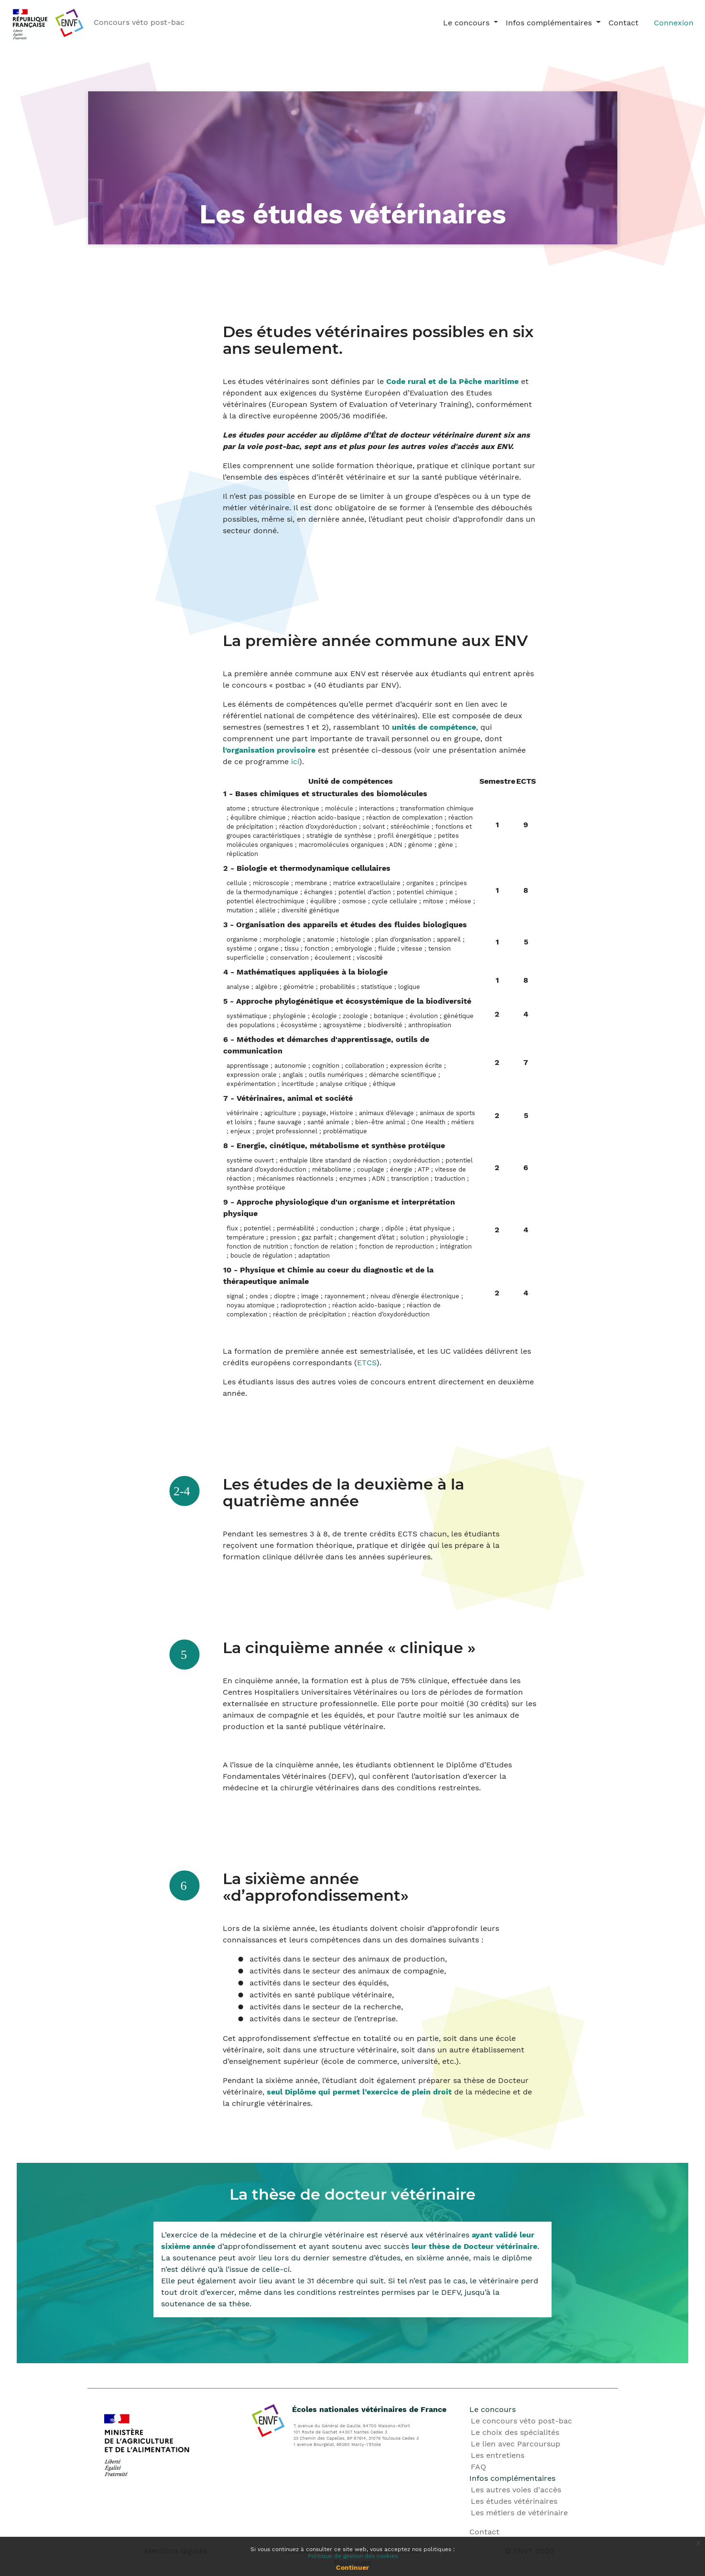 RÉPUBLIQUE
FRANÇAISE
Liberté
Égalité
Fraternité
ENVF
Concours véto post-bac
Le concours
Infos complémentaires
Contact
Connexion
Les études vétérinaires
Des études vétérinaires possibles en six
ans seulement.
Les études vétérinaires sont définies par le Code rural et de la Pêche maritime et
répondent aux exigences du Système Européen d’Evaluation des Etudes
vétérinaires (European System of Evaluation of Veterinary Training), conformément
à la directive européenne 2005/36 modifiée.
Les études pour accéder au diplôme d’État de docteur vétérinaire durent six ans
par la voie post-bac, sept ans et plus pour les autres voies d'accès aux ENV.
Elles comprennent une solide formation théorique, pratique et clinique portant sur
l’ensemble des espèces d’intérêt vétérinaire et sur la santé publique vétérinaire.
Il n’est pas possible en Europe de se limiter à un groupe d’espèces ou à un type de
métier vétérinaire. Il est donc obligatoire de se former à l’ensemble des débouchés
possibles, même si, en dernière année, l’étudiant peut choisir d’approfondir dans un
secteur donné.
La première année commune aux ENV
La première année commune aux ENV est réservée aux étudiants qui entrent après
le concours « postbac » (40 étudiants par ENV).
Les éléments de compétences qu’elle permet d’acquérir sont en lien avec le
référentiel national de compétence des vétérinaires). Elle est composée de deux
semestres (semestres 1 et 2), rassemblant 10 unités de compétence, qui
comprennent une part importante de travail personnel ou en groupe, dont
l’organisation provisoire est présentée ci-dessous (voir une présentation animée
de ce programme ici).
Unité de compétences Semestre ECTS
1 - Bases chimiques et structurales des biomolécules
atome ; structure électronique ; molécule ; interactions ; transformation chimique
; équilibre chimique ; réaction acido-basique ; réaction de complexation ; réaction
de précipitation ; réaction d’oxydoréduction ; solvant ; stéréochimie ; fonctions et
groupes caractéristiques ; stratégie de synthèse ; profil énergétique ; petites
molécules organiques ; macromolécules organiques ; ADN ; génome ; gène ;
réplication
1 9
2 - Biologie et thermodynamique cellulaires
cellule ; microscopie ; membrane ; matrice extracellulaire ; organites ; principes
de la thermodynamique ; échanges ; potentiel d’action ; potentiel chimique ;
potentiel électrochimique ; équilibre ; osmose ; cycle cellulaire ; mitose ; méiose ;
mutation ; allèle ; diversité génétique
1 8
3 - Organisation des appareils et études des fluides biologiques
organisme ; morphologie ; anatomie ; histologie ; plan d’organisation ; appareil ;
système ; organe ; tissu ; fonction ; embryologie ; fluide ; vitesse ; tension
superficielle ; conservation ; écoulement ; viscosité
1 5
4 - Mathématiques appliquées à la biologie
analyse ; algèbre ; géométrie ; probabilités ; statistique ; logique
1 8
5 - Approche phylogénétique et écosystémique de la biodiversité
systématique ; phylogénie ; écologie ; zoologie ; botanique ; évolution ; génétique
des populations ; écosystème ; agrosystème ; biodiversité ; anthropisation
2 4
6 - Méthodes et démarches d'apprentissage, outils de
communication
apprentissage ; autonomie ; cognition ; collaboration ; expression écrite ;
expression orale ; anglais ; outils numériques ; démarche scientifique ;
expérimentation ; incertitude ; analyse critique ; éthique
2 7
7 - Vétérinaires, animal et société
vétérinaire ; agriculture ; paysage, Histoire ; animaux d’élevage ; animaux de sports
et loisirs ; faune sauvage ; santé animale ; bien-être animal ; One Health ; métiers
; enjeux ; projet professionnel ; problématique
2 5
8 - Energie, cinétique, métabolisme et synthèse protéique
système ouvert ; enthalpie libre standard de réaction ; oxydoréduction ; potentiel
standard d’oxydoréduction ; métabolisme ; couplage ; énergie ; ATP ; vitesse de
réaction ; mécanismes réactionnels ; enzymes ; ADN ; transcription ; traduction ;
synthèse protéique
2 6
9 - Approche physiologique d'un organisme et interprétation
physique
flux ; potentiel ; perméabilité ; conduction ; charge ; dipôle ; état physique ;
température ; pression ; gaz parfait ; changement d’état ; solution ; physiologie ;
fonction de nutrition ; fonction de relation ; fonction de reproduction ; intégration
; boucle de régulation ; adaptation
2 4
10 - Physique et Chimie au coeur du diagnostic et de la
thérapeutique animale
signal ; ondes ; dioptre ; image ; rayonnement ; niveau d’énergie électronique ;
noyau atomique ; radioprotection ; réaction acido-basique ; réaction de
complexation ; réaction de précipitation ; réaction d’oxydoréduction
2 4
La formation de première année est semestrialisée, et les UC validées délivrent les
crédits européens correspondants (ETCS).
Les étudiants issus des autres voies de concours entrent directement en deuxième
année.
2-4
Les études de la deuxième à la
quatrième année
Pendant les semestres 3 à 8, de trente crédits ECTS chacun, les étudiants
reçoivent une formation théorique, pratique et dirigée qui les prépare à la
formation clinique délivrée dans les années supérieures.
5
La cinquième année « clinique »
En cinquième année, la formation est à plus de 75% clinique, effectuée dans les
Centres Hospitaliers Universitaires Vétérinaires ou lors de périodes de formation
externalisée en structure professionnelle. Elle porte pour moitié (30 crédits) sur les
animaux de compagnie et les équidés, et pour l’autre moitié sur les animaux de
production et la santé publique vétérinaire.
A l’issue de la cinquième année, les étudiants obtiennent le Diplôme d’Etudes
Fondamentales Vétérinaires (DEFV), qui confèrent l’autorisation d’exercer la
médecine et la chirurgie vétérinaires dans des conditions restreintes.
6
La sixième année
«d’approfondissement»
Lors de la sixième année, les étudiants doivent choisir d’approfondir leurs
connaissances et leurs compétences dans un des domaines suivants :
● activités dans le secteur des animaux de production,
● activités dans le secteur des animaux de compagnie,
● activités dans le secteur des équidés,
● activités en santé publique vétérinaire,
● activités dans le secteur de la recherche,
● activités dans le secteur de l’entreprise.
Cet approfondissement s’effectue en totalité ou en partie, soit dans une école
vétérinaire, soit dans une structure vétérinaire, soit dans un autre établissement
d’enseignement supérieur (école de commerce, université, etc.).
Pendant la sixième année, l’étudiant doit également préparer sa thèse de Docteur
vétérinaire, seul Diplôme qui permet l’exercice de plein droit de la médecine et de
la chirurgie vétérinaires.
La thèse de docteur vétérinaire
L’exercice de la médecine et de la chirurgie vétérinaire est réservé aux vétérinaires ayant validé leur
sixième année d’approfondissement et ayant soutenu avec succès leur thèse de Docteur vétérinaire.
La soutenance peut avoir lieu lors du dernier semestre d’études, en sixième année, mais le diplôme
n’est délivré qu’à l’issue de celle-ci.
Elle peut également avoir lieu avant le 31 décembre qui suit. Si tel n’est pas le cas, le vétérinaire perd
tout droit d’exercer, même dans les conditions restreintes permises par le DEFV, jusqu’à la
soutenance de sa thèse.
MINISTÈRE
DE L’AGRICULTURE
ET DE L’ALIMENTATION
Liberté
Égalité
Fraternité
ENVF
Écoles nationales vétérinaires de France
7 avenue du Général de Gaulle, 94700 Maisons-Alfort
101 Route de Gachet 44307 Nantes Cedex 3
23 Chemin des Capelles, BP 87614, 31076 Toulouse Cedex 3
1 avenue Bourgelat, 69280 Marcy-l'Etoile
Le concours
Le concours véto post-bac
Le choix des spécialités
Le lien avec Parcoursup
Les entretiens
FAQ
Infos complémentaires
Les autres voies d’accès
Les études vétérinaires
Les métiers de vétérinaire
Contact
Si vous continuez à consulter ce site web, vous acceptez nos politiques :
Politique de gestion des cookies
Continuer